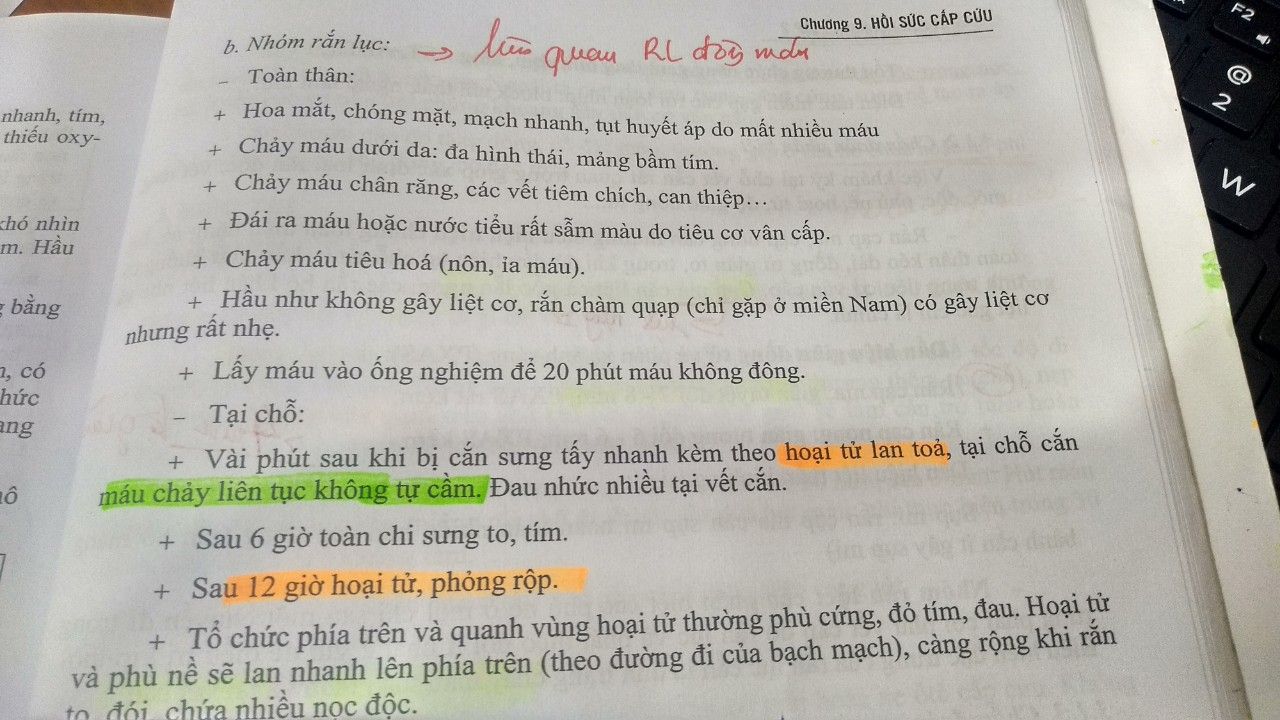 Chương 9. HỒI SỨC CẤP CỨU
b. Nhóm rắn lục: → liên quan RL đông máu
– Toàn thân:
+ Hoa mắt, chóng mặt, mạch nhanh, tụt huyết áp do mất nhiều máu
+ Chảy máu dưới da: đa hình thái, mảng bầm tím.
+ Chảy máu chân răng, các vết tiêm chích, can thiệp…
+ Đái ra máu hoặc nước tiểu rất sẫm màu do tiêu cơ vân cấp.
+ Chảy máu tiêu hoá (nôn, ỉa máu).
+ Hầu như không gây liệt cơ, rắn chàm quạp (chỉ gặp ở miền Nam) có gây liệt cơ
nhưng rất nhẹ.
+ Lấy máu vào ống nghiệm để 20 phút máu không đông.
– Tại chỗ:
+ Vài phút sau khi bị cắn sưng tấy nhanh kèm theo hoại tử lan toả, tại chỗ cắn
máu chảy liên tục không tự cầm. Đau nhức nhiều tại vết cắn.
+ Sau 6 giờ toàn chi sưng to, tím.
+ Sau 12 giờ hoại tử, phỏng rộp.
+ Tổ chức phía trên và quanh vùng hoại tử thường phù cứng, đỏ tím, đau. Hoại tử
và phù nề sẽ lan nhanh lên phía trên (theo đường đi của bạch mạch), càng rộng khi rắn
to, đói, chứa nhiều nọc độc.
nhanh, tím,
thiếu oxy-
khó nhìn
m. Hầu
bằng
có
F2
@
2
W